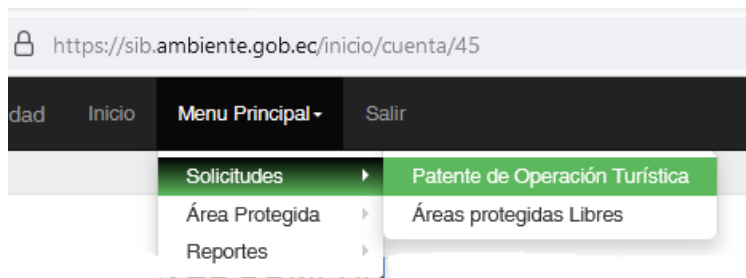 https://sib.ambiente.gob.ec/inicio/cuenta/45
dad Inicio Menu Principal Salir
Solicitudes Patente de Operación Turística
Área Protegida Áreas protegidas Libres
Reportes